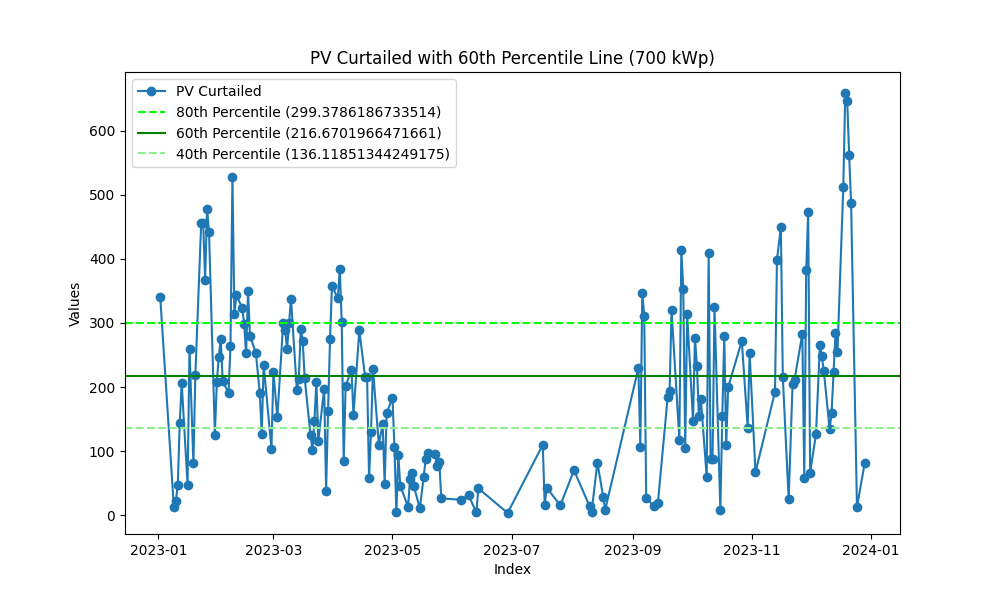 PV Curtailed with 60th Percentile Line (700 kWp)
PV Curtailed
80th Percentile (299.3786186733514)
60th Percentile (216.6701966471661)
40th Percentile (136.11851344249175)
600
500
400
300
200
100
0
Values
2023-01 2023-03 2023-05 2023-07 2023-09 2023-11 2024-01
Index